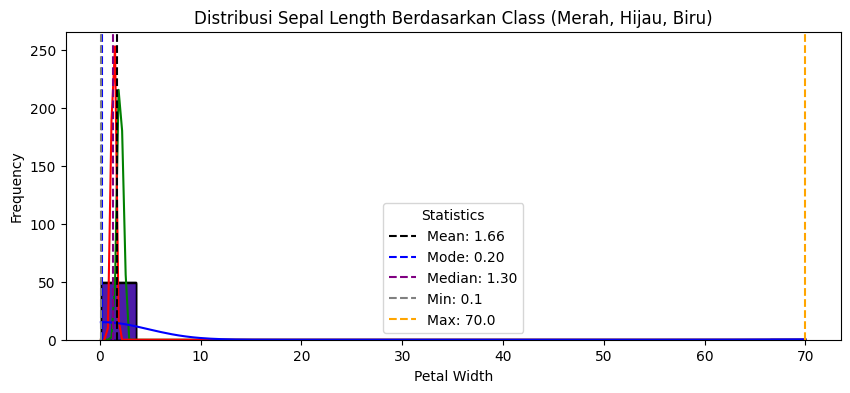 Distribusi Sepal Length Berdasarkan Class (Merah, Hijau, Biru)
250
200
150
100
50
0
Frequency
Statistics
Mean: 1.66
Mode: 0.20
Median: 1.30
Min: 0.1
Max: 70.0
0 10 20 30 40 50 60 70
Petal Width